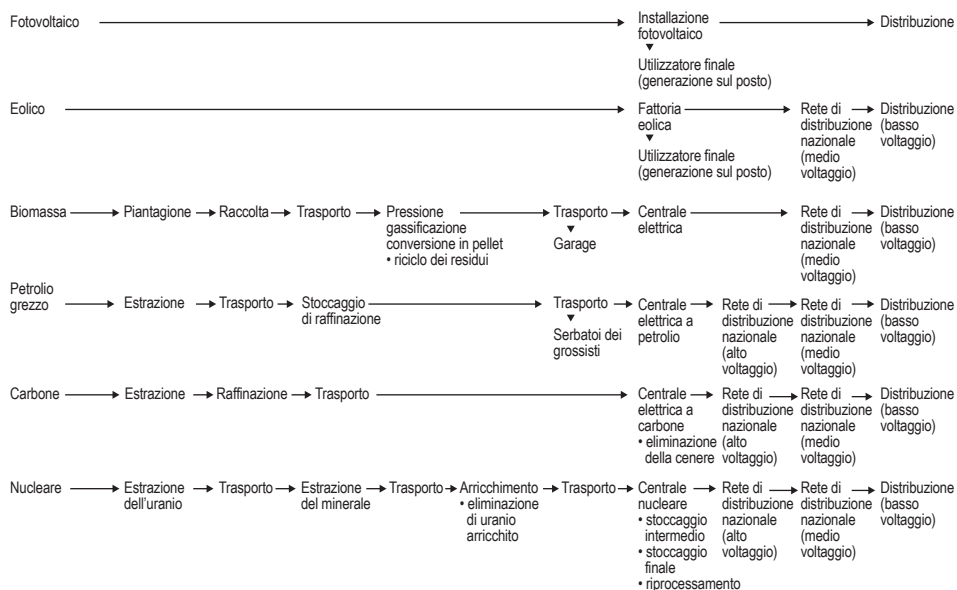 Fotovoltaico
Installazione
fotovoltaico
Distribuzione
Utilizzatore finale
(generazione sul posto)
Eolico
Fattoria
eolica
Utilizzatore finale
(generazione sul posto)
Rete di
distribuzione
nazionale
(medio
voltaggio)
Distribuzione
(basso
voltaggio)
Biomassa
Piantagione
Raccolta
Trasporto
Pressione
gassificazione
conversione in pellet
• riciclo dei residui
Trasporto
Garage
Centrale
elettrica
Rete di
distribuzione
nazionale
(medio
voltaggio)
Distribuzione
(basso
voltaggio)
Petrolio
grezzo
Estrazione
Trasporto
Stoccaggio
di raffinazione
Trasporto
Serbatoi dei
grossisti
Centrale
elettrica a
petrolio
Rete di
distribuzione
nazionale
(alto
voltaggio)
Rete di
distribuzione
nazionale
(medio
voltaggio)
Distribuzione
(basso
voltaggio)
Carbone
Estrazione
Raffinazione
Trasporto
Centrale
elettrica a
carbone
• eliminazione
della cenere
Rete di
distribuzione
nazionale
(alto
voltaggio)
Rete di
distribuzione
nazionale
(medio
voltaggio)
Distribuzione
(basso
voltaggio)
Nucleare
Estrazione
dell'uranio
Trasporto
Estrazione
del minerale
Trasporto
Arricchimento
• eliminazione
di uranio
arricchito
Trasporto
Centrale
nucleare
• stoccaggio
intermedio
• stoccaggio
finale
• riprocessamento
Rete di
distribuzione
nazionale
(alto
voltaggio)
Rete di
distribuzione
nazionale
(medio
voltaggio)
Distribuzione
(basso
voltaggio)